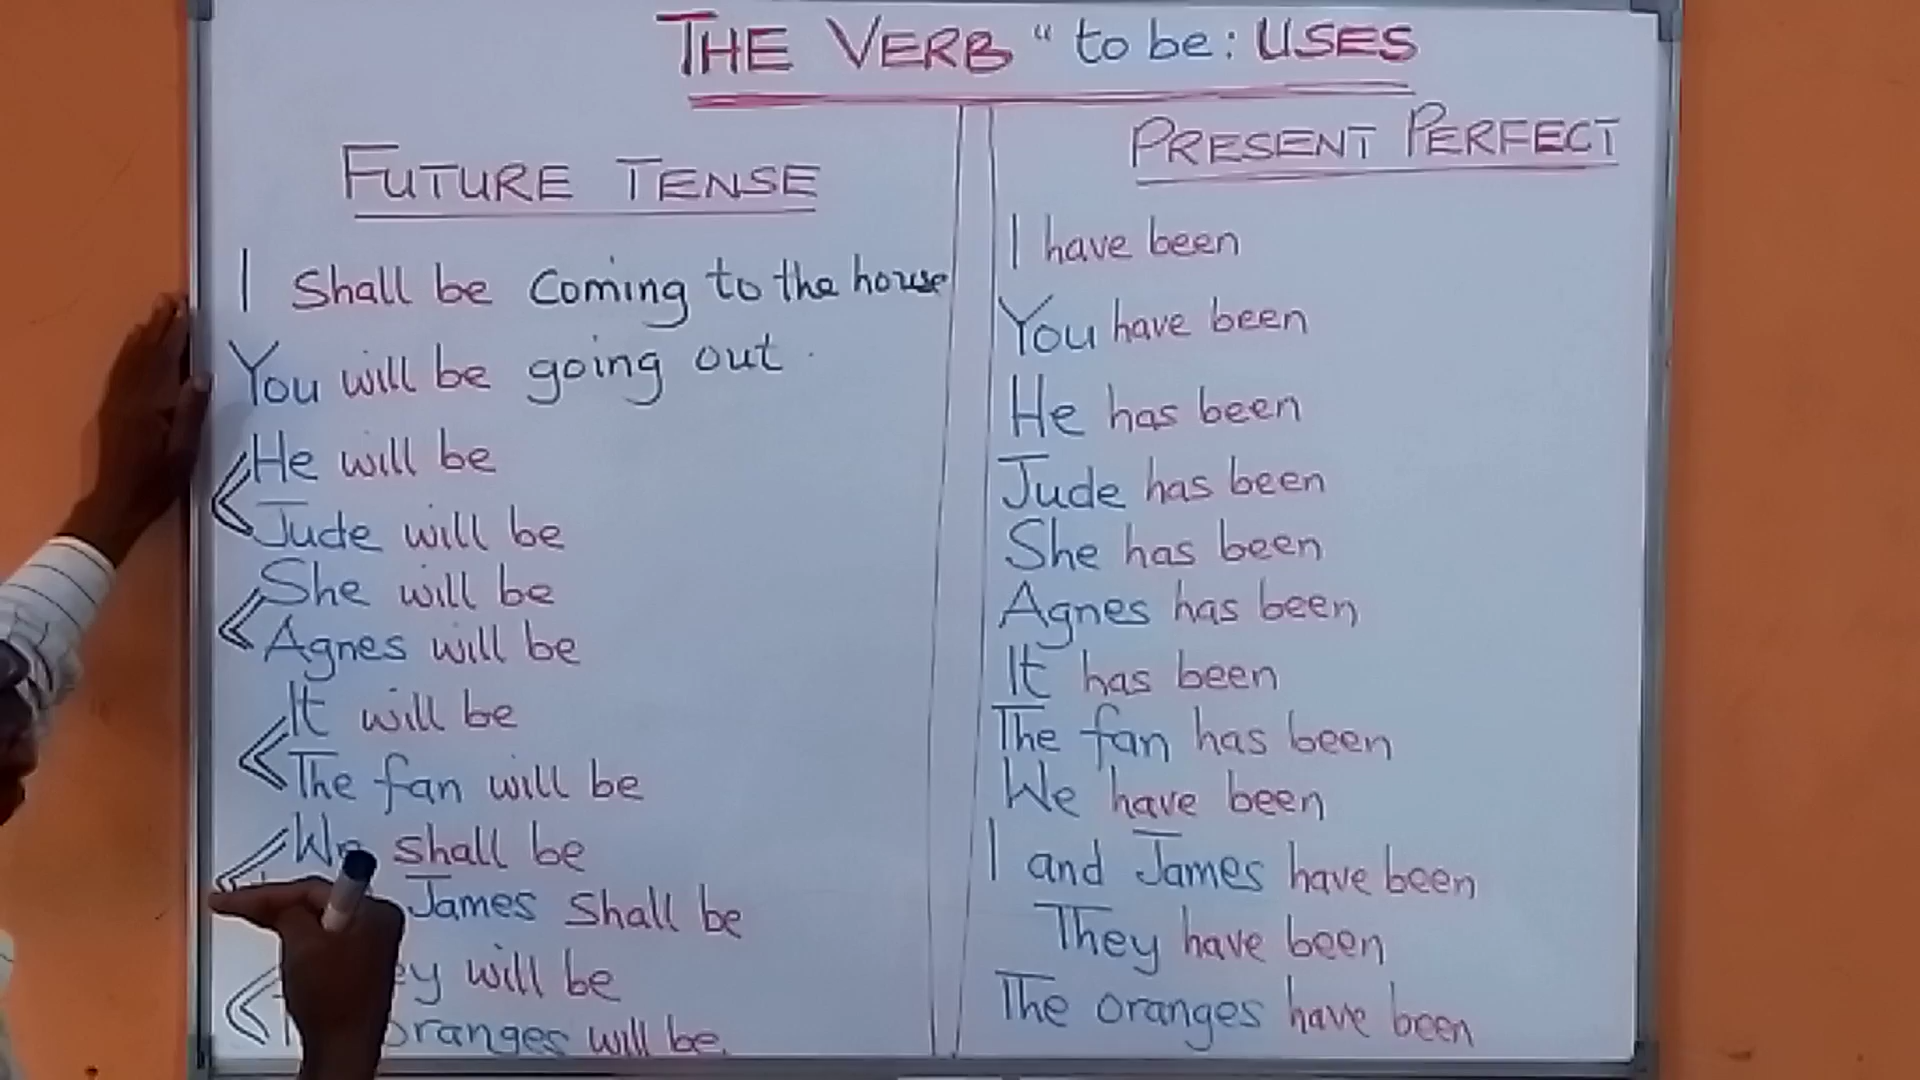 THE VERB "to be: USES
FUTURE TENSE
I shall be coming to the house
You will be going out
He will be
Jude will be
She will be
Agnes will be
It will be
The fan will be
We shall be
James shall be
will be
oranges will be.
PRESENT PERFECT
I have been
You have been
He has been
Jude has been
She has been
Agnes has been
It has been
The fan has been
We have been
I and James have been
They have been
The oranges have been